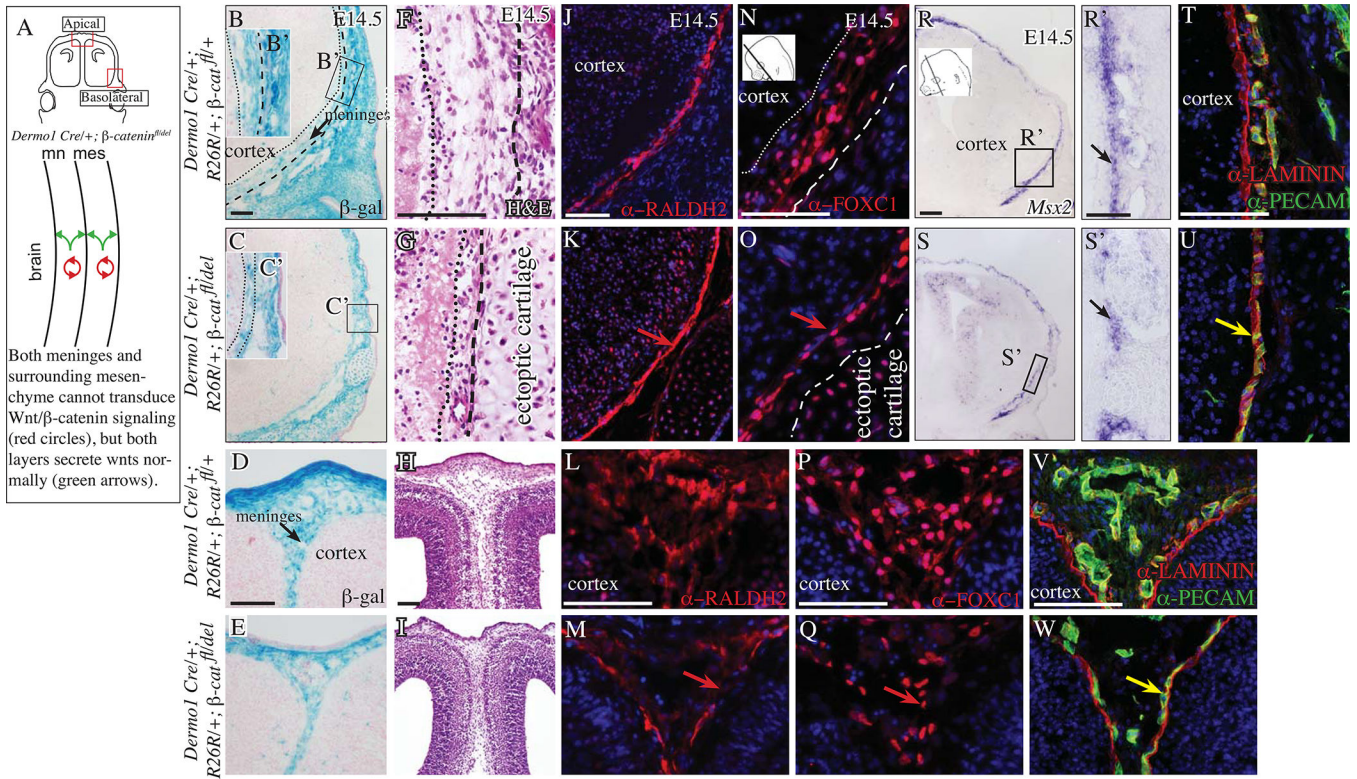 A
Apical
Basolateral
Dermo1 Cre/+; β-catenin fl/del
mn mes
brain
Both meninges and
surrounding mesen-
chyme cannot transduce
Wnt/β-catenin signaling
(red circles), but both
layers secrete wnts nor-
mally (green arrows).
Dermo1 Cre/+;
R26R/+; β-cat fl/+
B
E14.5
B'
B'
meninges
cortex
β-gal
F
E14.5
H&E
J
E14.5
cortex
α-RALDH2
N
E14.5
cortex
α-FOXC1
R
E14.5
cortex
R'
Msx2
R'
T
cortex
α-LAMININ
α-PECAM
Dermo1 Cre/+;
R26R/+; β-cat fl/del
C
C'
C'
G
ectoptic cartilage
K
O
ectoptic
cartilage
S
S'
S'
U
Dermo1 Cre/+;
R26R/+; β-cat fl/+
D
meninges
cortex
β-gal
H
L
cortex
α-RALDH2
P
cortex
α-FOXC1
V
α-LAMININ
cortex
α-PECAM
Dermo1 Cre/+;
R26R/+; β-cat fl/del
E
I
M
Q
W